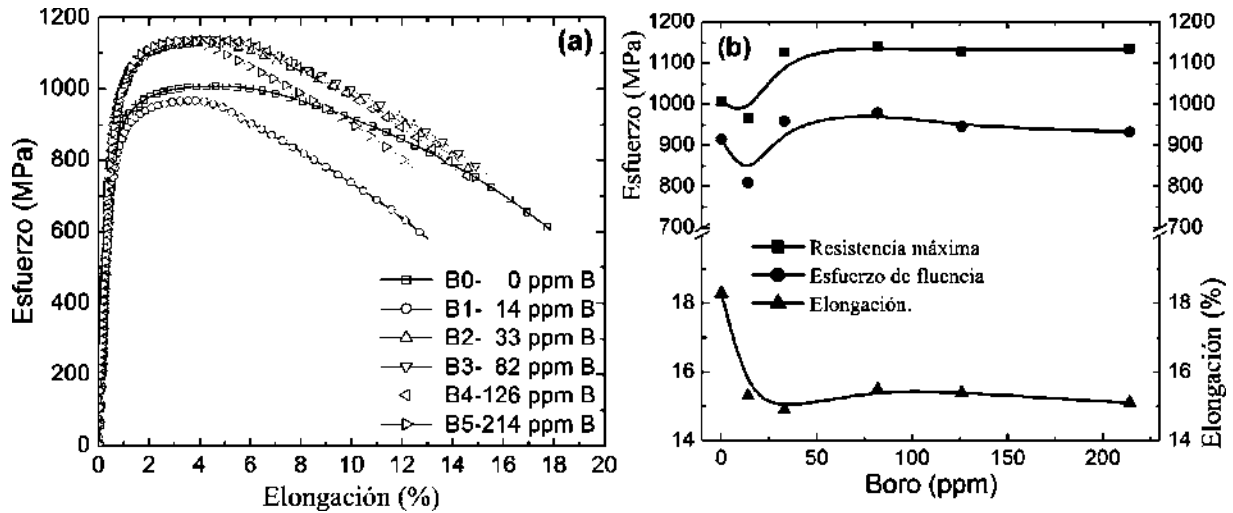 (a)
Esfuerzo (MPa)
1200
1000
800
600
400
200
0
0 2 4 6 8 10 12 14 16 18 20
Elongación (%)
B0- 0 ppm B
B1- 14 ppm B
B2- 33 ppm B
B3- 82 ppm B
B4-126 ppm B
B5-214 ppm B
(b)
Esfuerzo (MPa)
1200
1100
1000
900
800
700
18
16
14
Resistencia máxima
Esfuerzo de fluencia
Elongación.
0 50 100 150 200
Boro (ppm)
1200
1100
1000
900
800
700
18
16
14
Elongación (%)